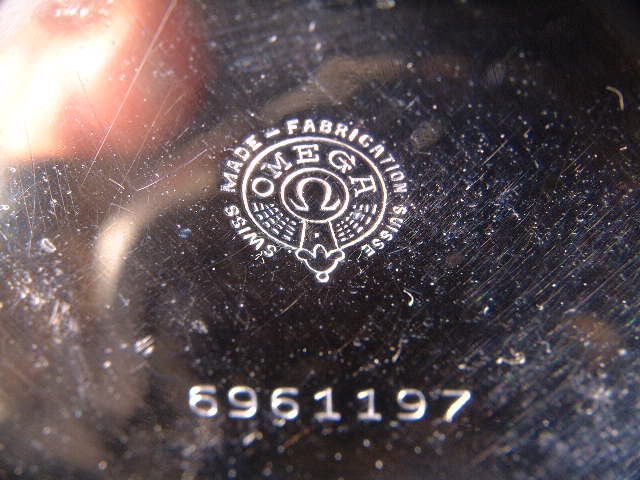 SWISS MADE - FABRICATION SUISSE
OMEGA
Ω
6961197